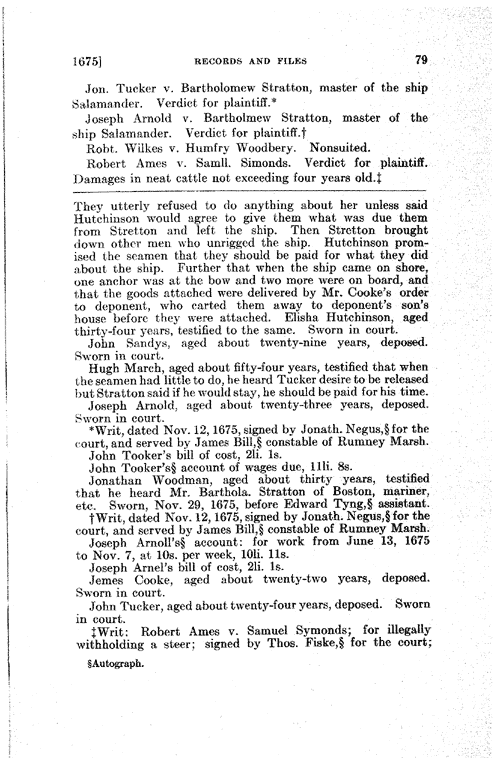 1675] RECORDS AND FILES 79
Jon. Tucker v. Bartholomew Stratton, master of the ship
Salamander. Verdict for plaintiff.*
Joseph Arnold v. Bartholmew Stratton, master of the
ship Salamander. Verdict for plaintiff.†
Robt. Wilkes v. Humfry Woodbery. Nonsuited.
Robert Ames v. Samll. Simonds. Verdict for plaintiff.
Damages in neat cattle not exceeding four years old.‡
They utterly refused to do anything about her unless said
Hutchinson would agree to give them what was due them
from Stretton and left the ship. Then Stretton brought
down other men who unrigged the ship. Hutchinson prom-
ised the seamen that they should be paid for what they did
about the ship. Further that when the ship came on shore,
one anchor was at the bow and two more were on board, and
that the goods attached were delivered by Mr. Cooke's order
to deponent, who carted them away to deponent's son's
house before they were attached. Elisha Hutchinson, aged
thirty-four years, testified to the same. Sworn in court.
John Sandys, aged about twenty-nine years, deposed.
Sworn in court.
Hugh March, aged about fifty-four years, testified that when
the seamen had little to do, he heard Tucker desire to be released
but Stratton said if he would stay, he should be paid for his time.
Joseph Arnold, aged about twenty-three years, deposed.
Sworn in court.
*Writ, dated Nov. 12, 1675, signed by Jonath. Negus,§ for the
court, and served by James Bill,§ constable of Rumney Marsh.
John Tooker's bill of cost, 2li. 1s.
John Tooker's§ account of wages due, 11li. 8s.
Jonathan Woodman, aged about thirty years, testified
that he heard Mr. Barthola. Stratton of Boston, mariner,
etc. Sworn, Nov. 29, 1675, before Edward Tyng,§ assistant.
†Writ, dated Nov. 12, 1675, signed by Jonath. Negus,§ for the
court, and served by James Bill,§ constable of Rumney Marsh.
Joseph Arnoll's§ account: for work from June 13, 1675
to Nov. 7, at 10s. per week, 10li. 11s.
Joseph Arnel's bill of cost, 2li. 1s.
Jemes Cooke, aged about twenty-two years, deposed.
Sworn in court.
John Tucker, aged about twenty-four years, deposed. Sworn
in court.
‡Writ: Robert Ames v. Samuel Symonds; for illegally
withholding a steer; signed by Thos. Fiske,§ for the court;
§Autograph.